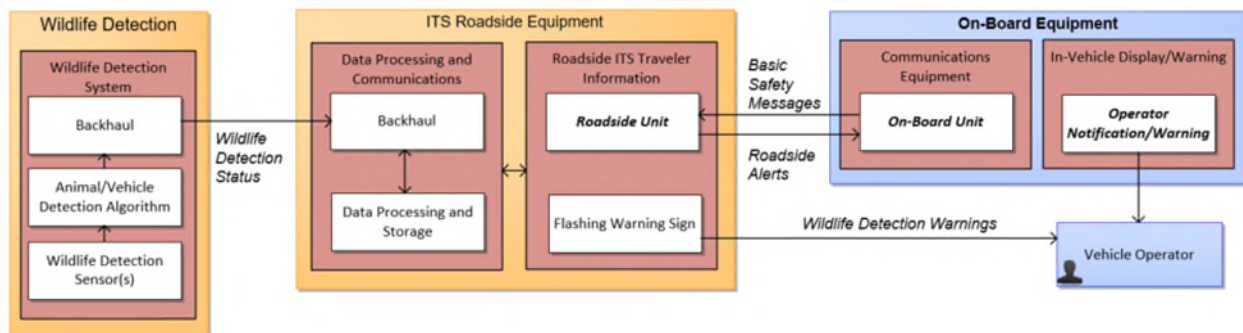 Wildlife Detection
Wildlife Detection
System
Backhaul
Animal/Vehicle
Detection Algorithm
Wildlife Detection
Sensor(s)
Wildlife
Detection
Status
ITS Roadside Equipment
Data Processing and
Communications
Backhaul
Data Processing and
Storage
Roadside ITS Traveler
Information
Roadside Unit
Flashing Warning Sign
Basic
Safety
Messages
Roadside
Alerts
Wildlife Detection Warnings
On-Board Equipment
Communications
Equipment
On-Board Unit
In-Vehicle Display/Warning
Operator
Notification/Warning
Vehicle Operator